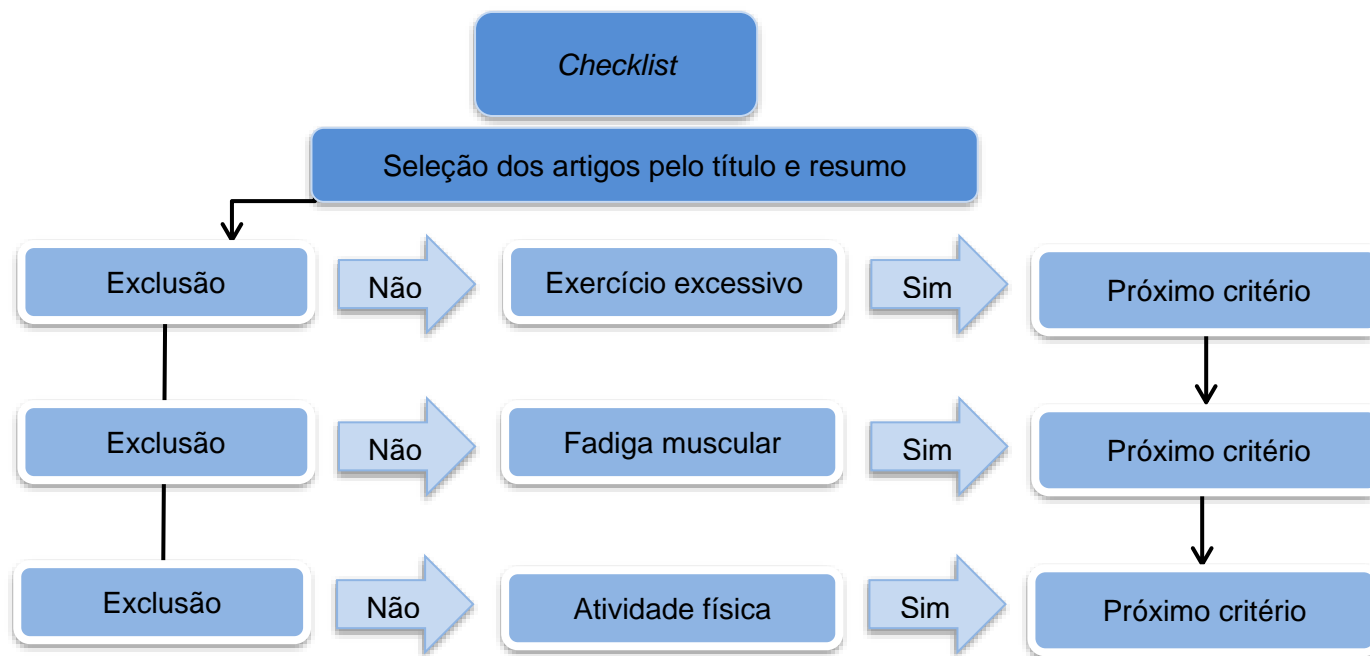 Checklist
Seleção dos artigos pelo título e resumo
Exclusão
Não
Exercício excessivo
Sim
Próximo critério
Exclusão
Não
Fadiga muscular
Sim
Próximo critério
Exclusão
Não
Atividade física
Sim
Próximo critério